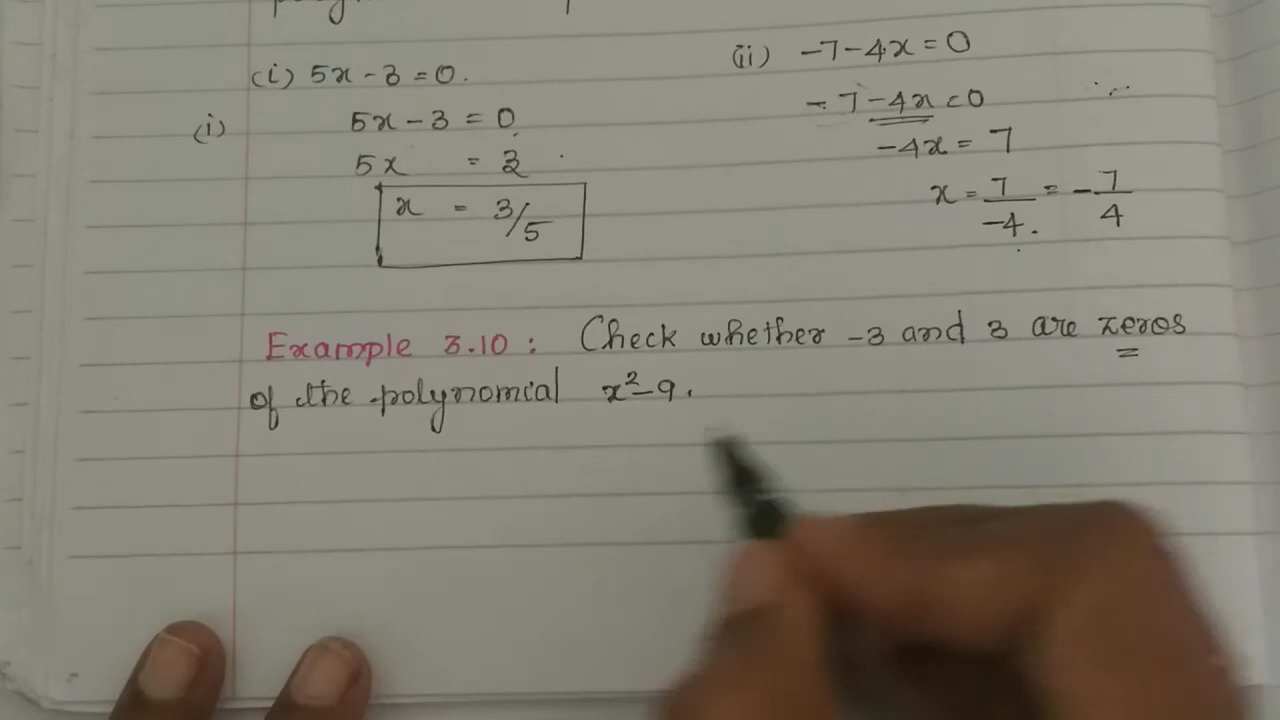 (i) 5x - 3 = 0.
(i) 5x - 3 = 0
5x = 3
x = 3/5
(ii) -7-4x = 0
-7-4x = 0
-4x = 7
x = 7/-4. = -7/4
Example 3.10 : Check whether -3 and 3 are zeros
of the polynomial x²-9.